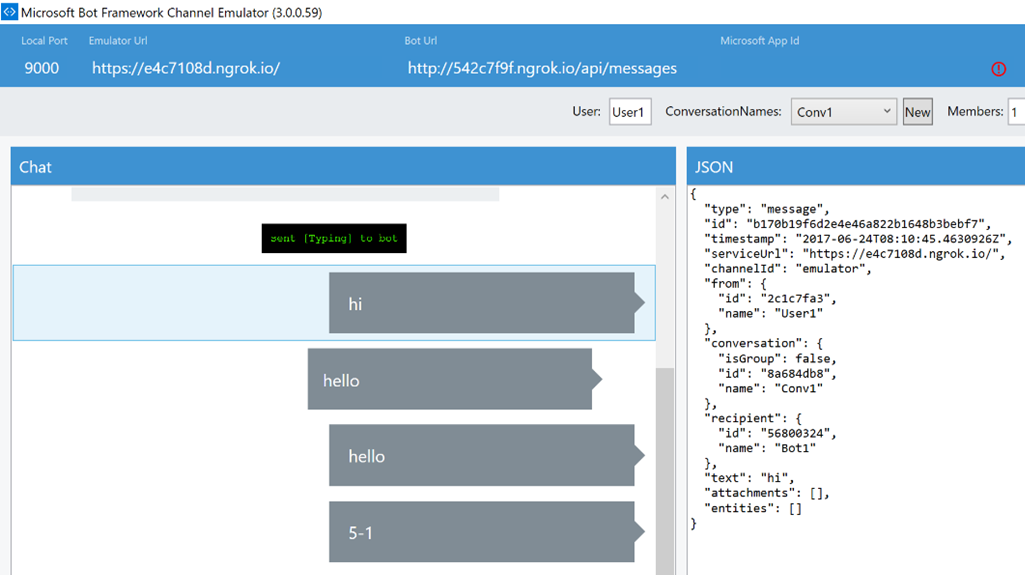 Microsoft Bot Framework Channel Emulator (3.0.0.59)
Local Port Emulator Url Bot Url Microsoft App Id
9000 https://e4c7108d.ngrok.io/ http://542c7f9f.ngrok.io/api/messages
User: User1 ConversationNames: Conv1 New Members: 1
Chat
sent [Typing] to bot
hi
hello
hello
5-1
JSON
{
"type": "message",
"id": "b170b19f6d2e4e46a822b1648b3bebf7",
"timestamp": "2017-06-24T08:10:45.4630926Z",
"serviceUrl": "https://e4c7108d.ngrok.io/",
"channelId": "emulator",
"from": {
"id": "2c1c7fa3",
"name": "User1"
},
"conversation": {
"isGroup": false,
"id": "8a684db8",
"name": "Conv1"
},
"recipient": {
"id": "56800324",
"name": "Bot1"
},
"text": "hi",
"attachments": [],
"entities": []
}